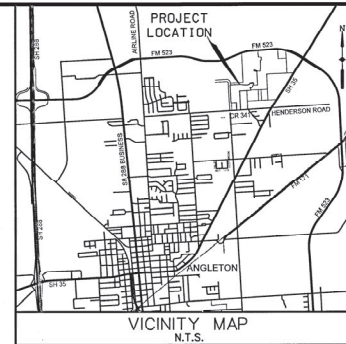 PROJECT
LOCATION
N
SH 288
AIRLINE ROAD
FM 523
FM 523
SH 35
CR 341
HENDERSON ROAD
SH 288 BUSINESS
FM 523
SH 288
ANGLETON
SH 35
VICINITY MAP
N.T.S.